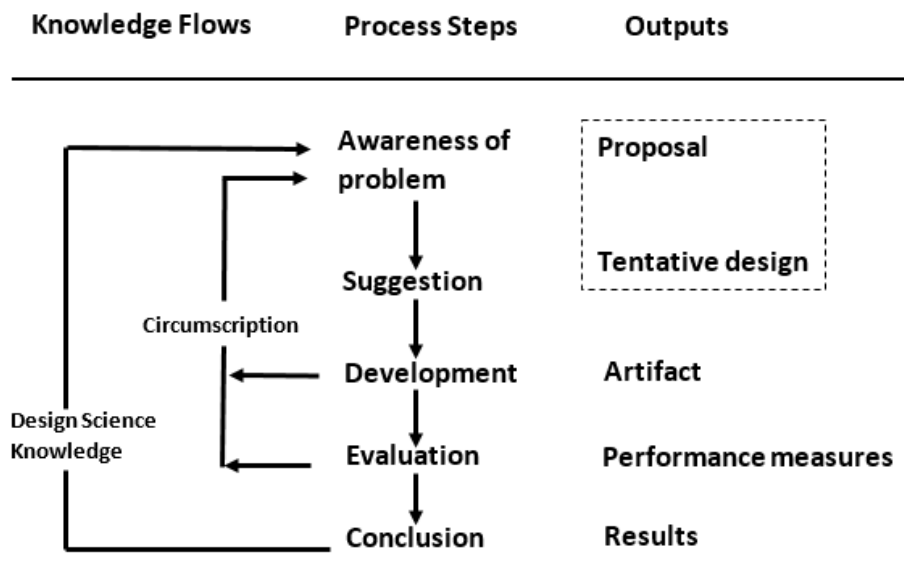 Knowledge Flows
Process Steps
Outputs
Awareness of
problem
Proposal
Suggestion
Tentative design
Circumscription
Development
Artifact
Design Science
Knowledge
Evaluation
Performance measures
Conclusion
Results